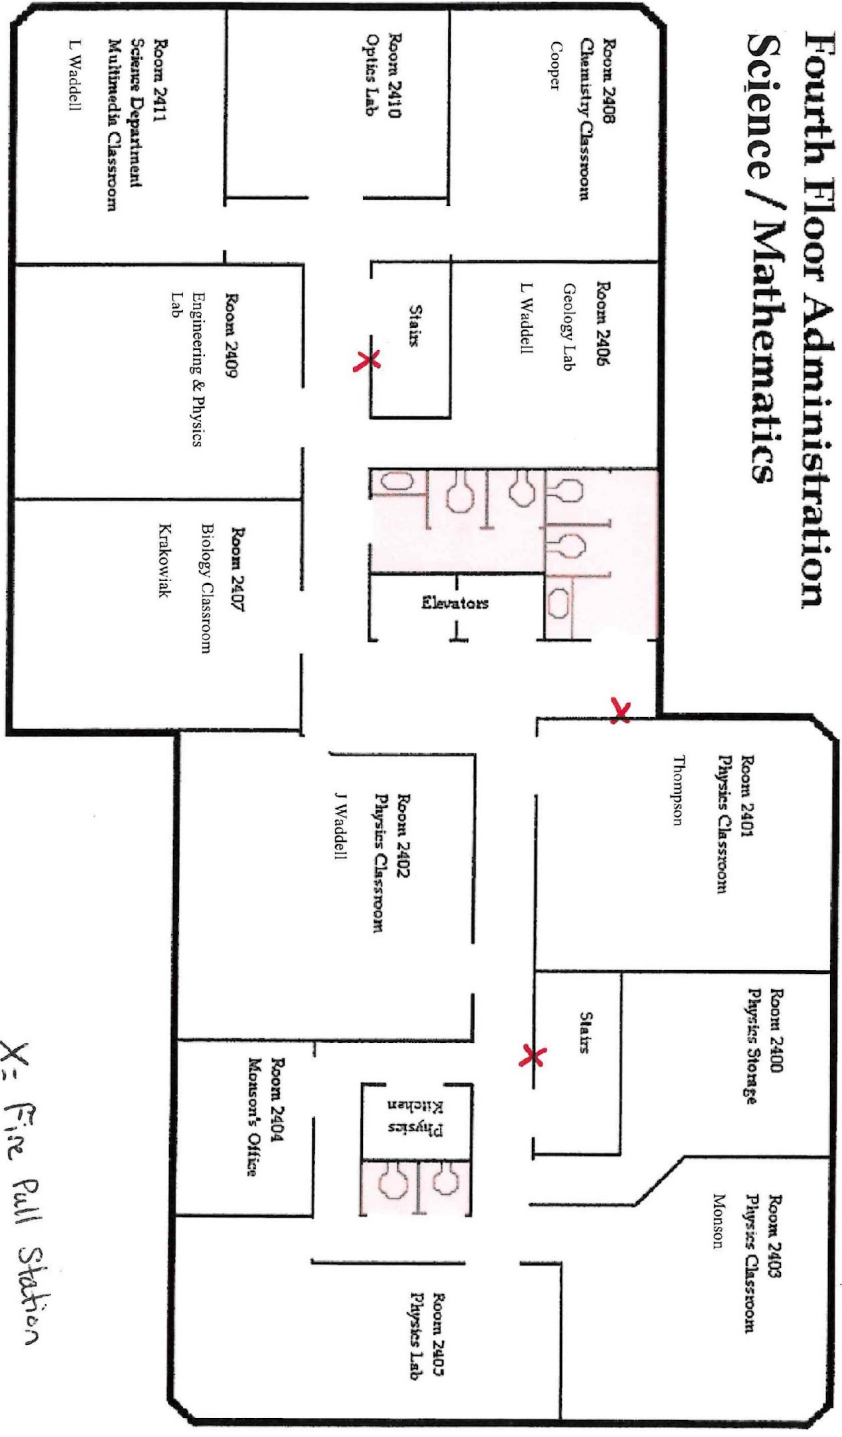 Fourth Floor Administration
Science / Mathematics
Room 2408
Chemistry Classroom
Cooper
Room 2410
Optics Lab
Room 2411
Science Department
Multimedia Classroom
L Waddell
Room 2406
Geology Lab
L Waddell
Stairs
Room 2409
Engineering & Physics
Lab
Elevators
Room 2407
Biology Classroom
Krakowiak
Room 2401
Physics Classroom
Thompson
Room 2402
Physics Classroom
J Waddell
Room 2400
Physics Storage
Stairs
Physics
Kitchen
Room 2404
Monson's Office
Room 2403
Physics Classroom
Monson
Room 2405
Physics Lab
X = Fire Pull Station